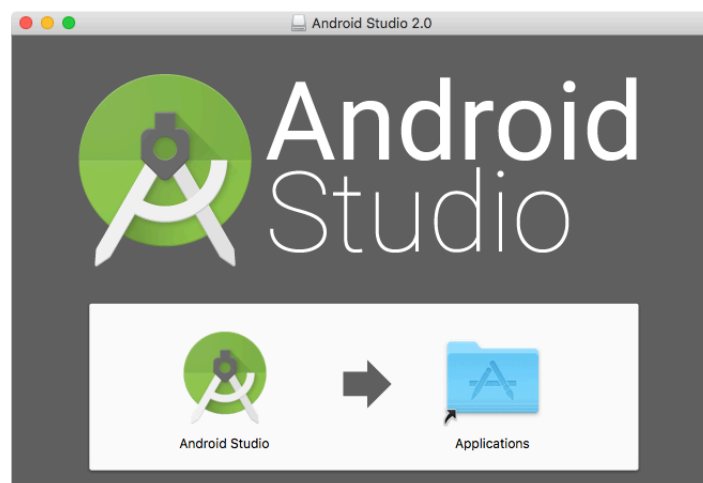 Android Studio 2.0
Android
Studio
Android Studio
Applications